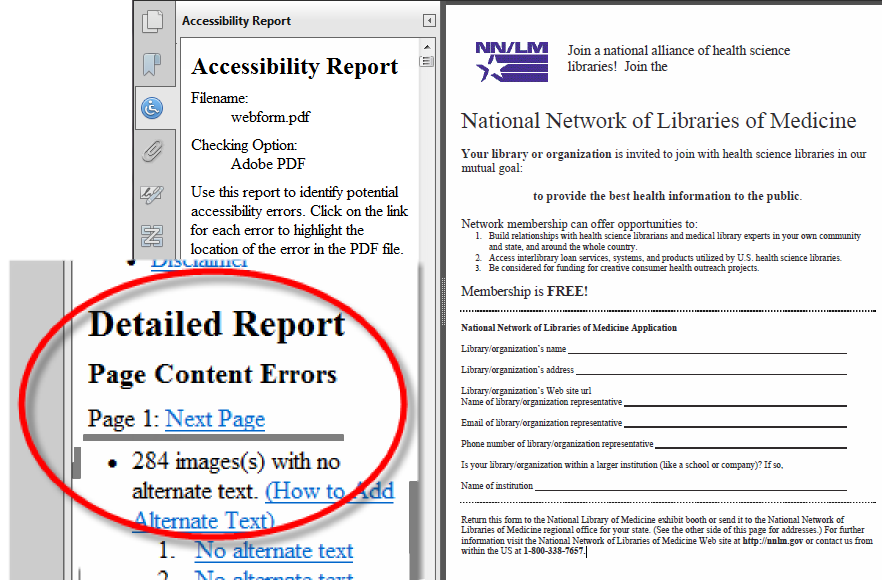 Accessibility Report
Accessibility Report
Filename:
webform.pdf
Checking Option:
Adobe PDF
Use this report to identify potential
accessibility errors. Click on the link
for each error to highlight the
location of the error in the PDF file.
Disclaimer
Detailed Report
Page Content Errors
Page 1: Next Page
• 284 images(s) with no
alternate text. (How to Add
Alternate Text)
1. No alternate text
2. No alternate text
NN/LM
Join a national alliance of health science
libraries! Join the
National Network of Libraries of Medicine
Your library or organization is invited to join with health science libraries in our
mutual goal:
to provide the best health information to the public.
Network membership can offer opportunities to:
1. Build relationships with health science librarians and medical library experts in your own community
and state, and around the whole country.
2. Access interlibrary loan services, systems, and products utilized by U.S. health science libraries.
3. Be considered for funding for creative consumer health outreach projects.
Membership is FREE!
National Network of Libraries of Medicine Application
Library/organization's name
Library/organization's address
Library/organization's Web site url
Name of library/organization representative
Email of library/organization representative
Phone number of library/organization representative
Is your library/organization within a larger institution (like a school or company)? If so,
Name of institution
Return this form to the National Library of Medicine exhibit booth or send it to the National Network of
Libraries of Medicine regional office for your state. (See the other side of this page for addresses.) For further
information visit the National Network of Libraries of Medicine Web site at http://nnlm.gov or contact us from
within the US at 1-800-338-7657.